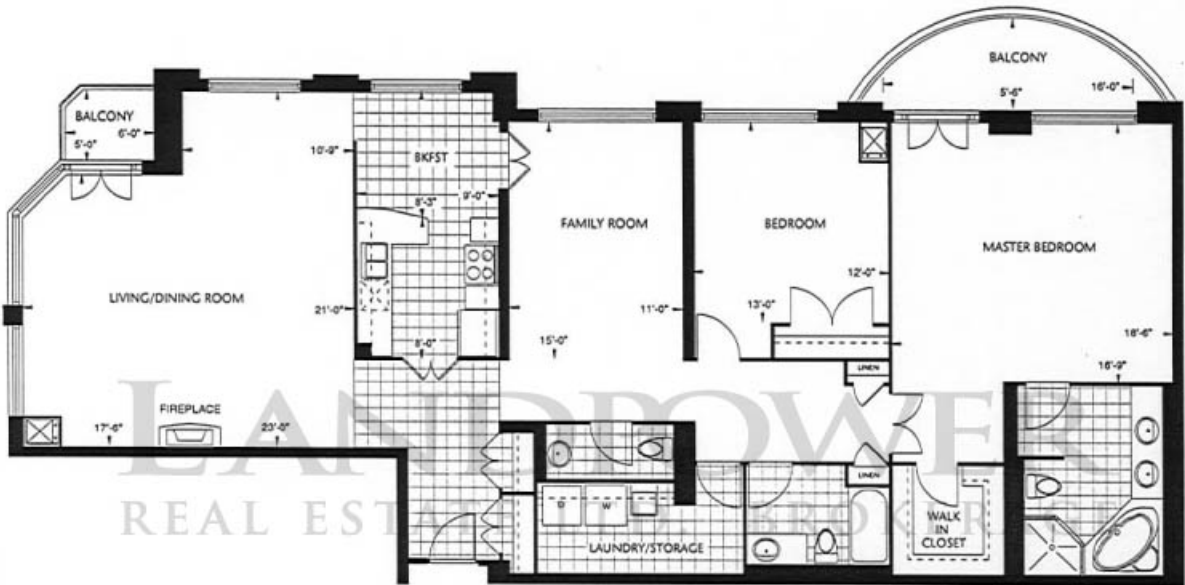 BALCONY
5'-6"
16'-0"
BALCONY
6'-0"
5'-0"
10'-9"
BKFST
9'-0"
8'-3"
FAMILY ROOM
BEDROOM
MASTER BEDROOM
LIVING/DINING ROOM
21'-0"
11'-0"
12'-0"
13'-0"
8'-0"
15'-0"
16'-6"
16'-9"
LINEN
FIREPLACE
17'-6"
23'-0"
LANDPOWER
LINEN
D
W
REAL ESTATE LTD. BROKERAGE
LAUNDRY/STORAGE
WALK
IN
CLOSET